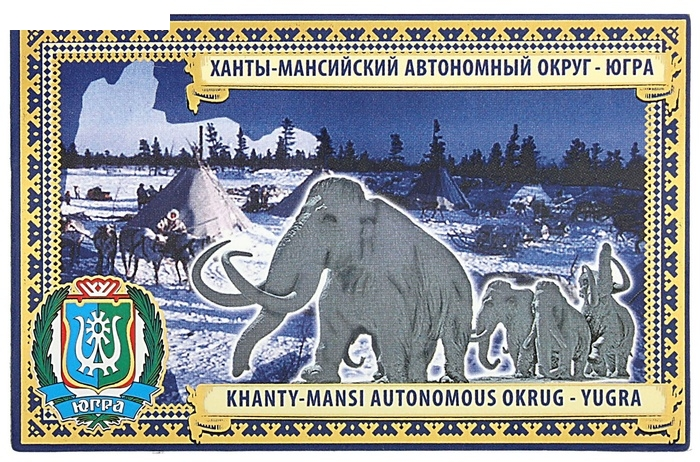 ХАНТЫ-МАНСИЙСКИЙ АВТОНОМНЫЙ ОКРУГ - ЮГРА
ЮГРА
KHANTY-MANSI AUTONOMOUS OKRUG - YUGRA